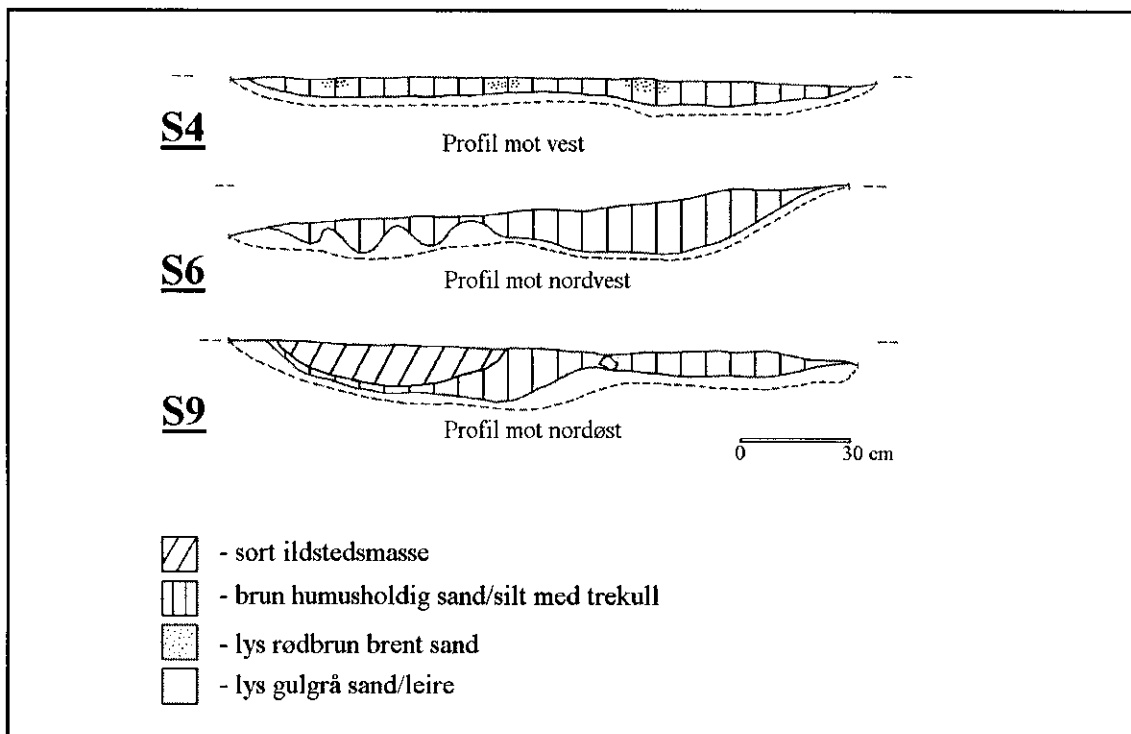 S4
Profil mot vest
S6
Profil mot nordvest
S9
Profil mot nordøst
0 30 cm
- sort ildstedsmasse
- brun humusholdig sand/silt med trekull
- lys rødbrun brent sand
- lys gulgrå sand/leire